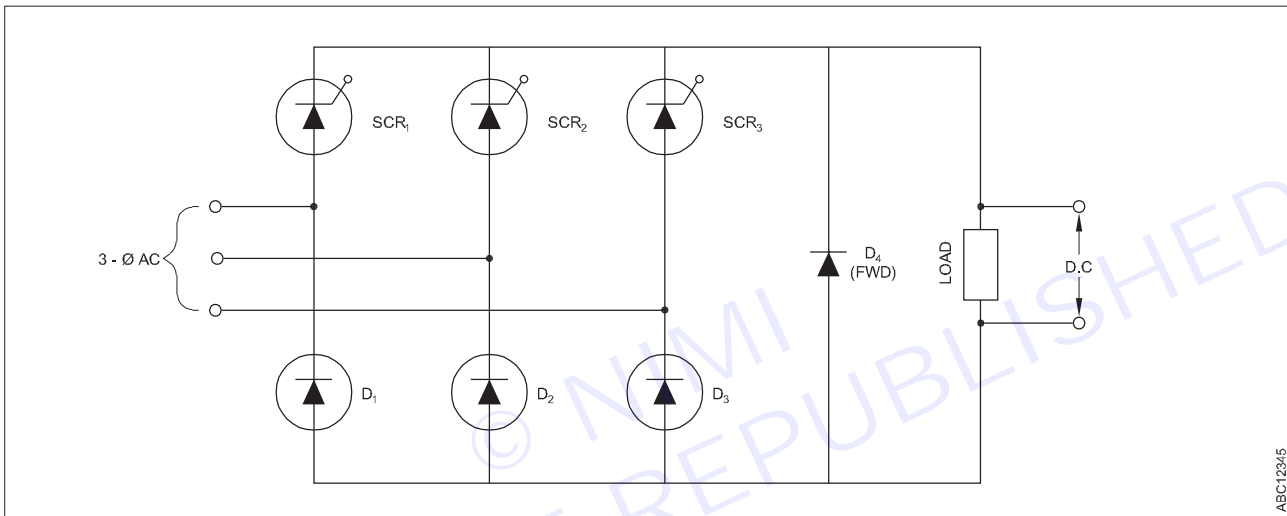 SCR₁
SCR₂
SCR₃
3 - Ø AC
D₄
(FWD)
LOAD
D.C
D₁
D₂
D₃
© NIMI
REPUBLISHED
ABC12345